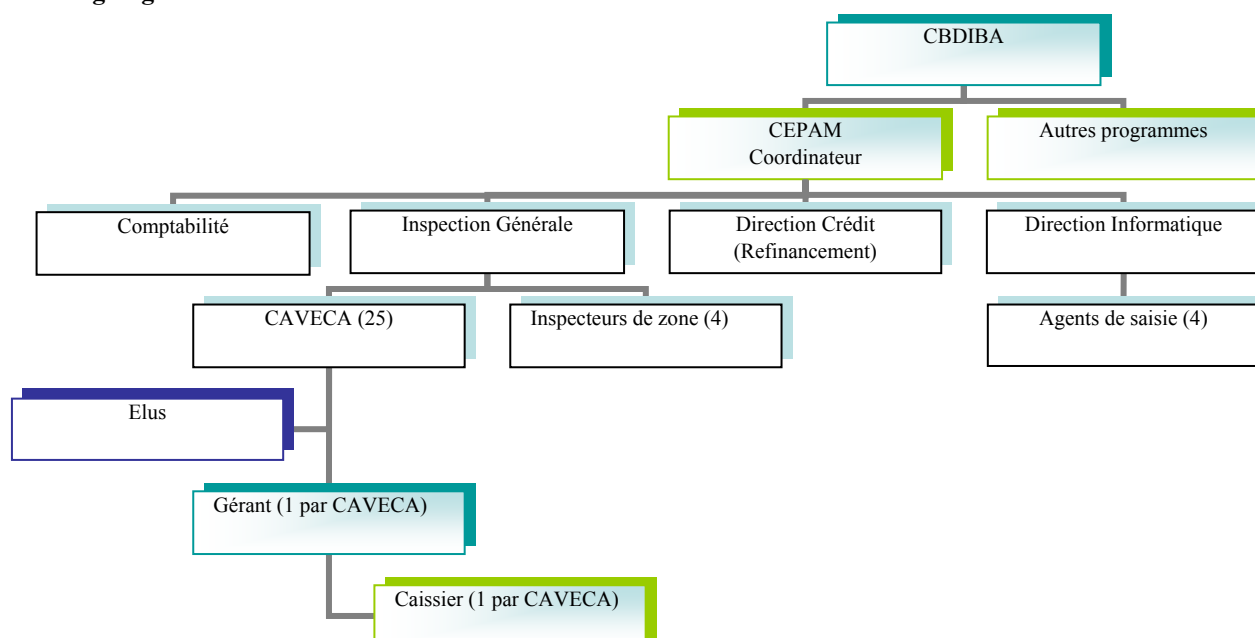 CBDIBA
CEPAM
Coordinateur
Autres programmes
Comptabilité
Inspection Générale
Direction Crédit
(Refinancement)
Direction Informatique
CAVECA (25)
Inspecteurs de zone (4)
Agents de saisie (4)
Elus
Gérant (1 par CAVECA)
Caissier (1 par CAVECA)